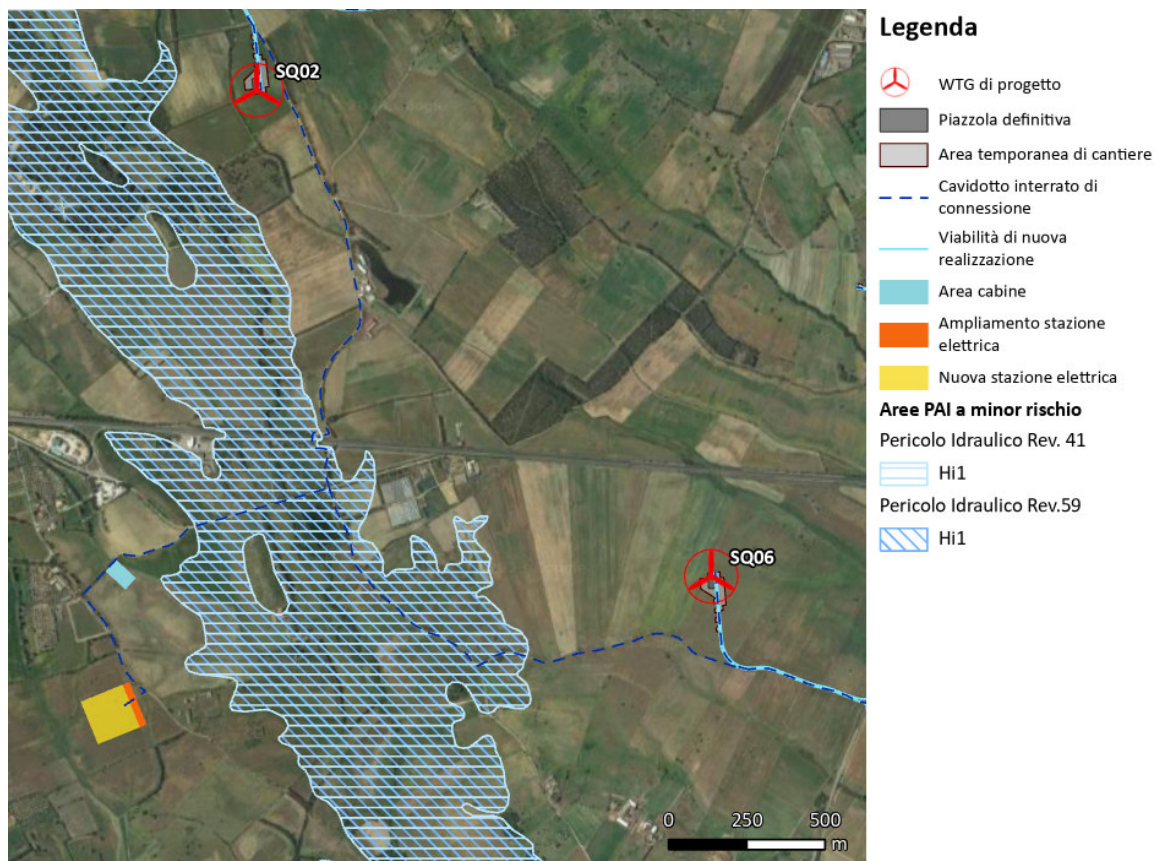 SQ02
SQ06
0 250 500
m
Legenda
WTG di progetto
Piazzola definitiva
Area temporanea di cantiere
Cavidotto interrato di
connessione
Viabilità di nuova
realizzazione
Area cabine
Ampliamento stazione
elettrica
Nuova stazione elettrica
Aree PAI a minor rischio
Pericolo Idraulico Rev. 41
Hi1
Pericolo Idraulico Rev.59
Hi1